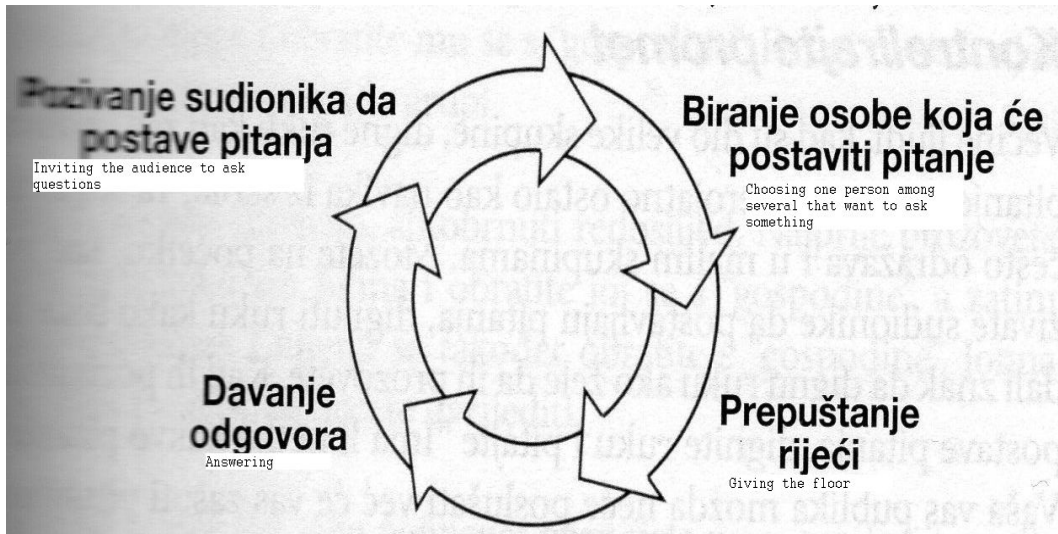 Pozivanje sudionika da
postave pitanja
Inviting the audience to ask
questions
Biranje osobe koja će
postaviti pitanje
Choosing one person among
several that want to ask
something
Davanje
odgovora
Answering
Prepuštanje
riječi
Giving the floor